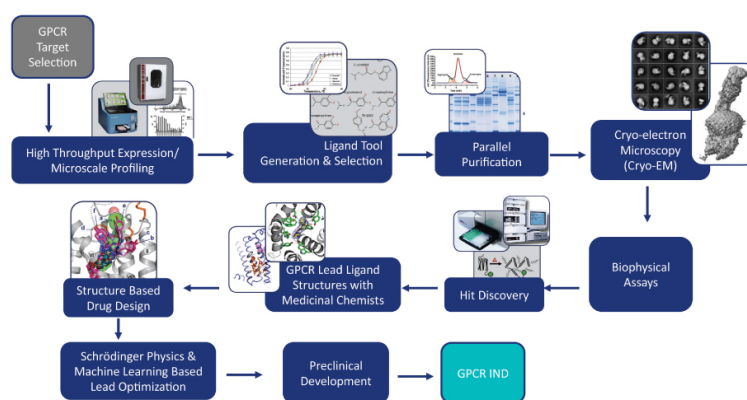 GPCR
Target
Selection
High Throughput Expression/
Microscale Profiling
Ligand Tool
Generation & Selection
Parallel
Purification
Cryo-electron
Microscopy
(Cryo-EM)
Biophysical
Assays
Hit Discovery
GPCR Lead Ligand
Structures with
Medicinal Chemists
Structure Based
Drug Design
Schrödinger Physics &
Machine Learning Based
Lead Optimization
Preclinical
Development
GPCR IND